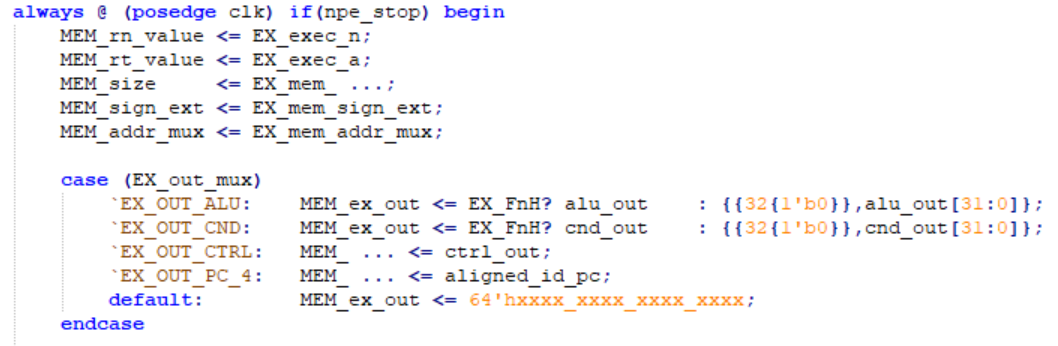 always @ (posedge clk) if(npe_stop) begin
    MEM_rn_value <= EX_exec_n;
    MEM_rt_value <= EX_exec_a;
    MEM_size     <= EX_mem_ ...;
    MEM_sign_ext <= EX_mem_sign_ext;
    MEM_addr_mux <= EX_mem_addr_mux;

    case (EX_out_mux)
        `EX_OUT_ALU:   MEM_ex_out <= EX_FnH? alu_out    : {{32{1'b0}},alu_out[31:0]};
        `EX_OUT_CND:   MEM_ex_out <= EX_FnH? cnd_out    : {{32{1'b0}},cnd_out[31:0]};
        `EX_OUT_CTRL:  MEM_ ... <= ctrl_out;
        `EX_OUT_PC_4:  MEM_ ... <= aligned_id_pc;
        default:       MEM_ex_out <= 64'hxxxx_xxxx_xxxx_xxxx;
    endcase